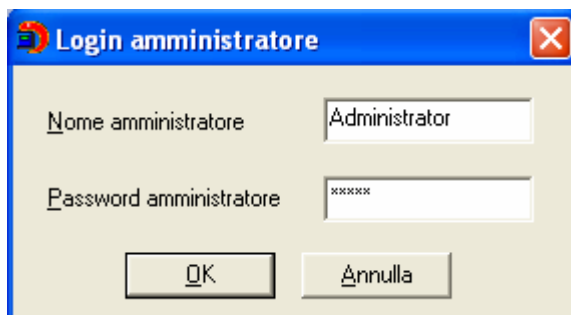 Login amministratore
Nome amministratore Administrator
Password amministratore *****
OK Annulla